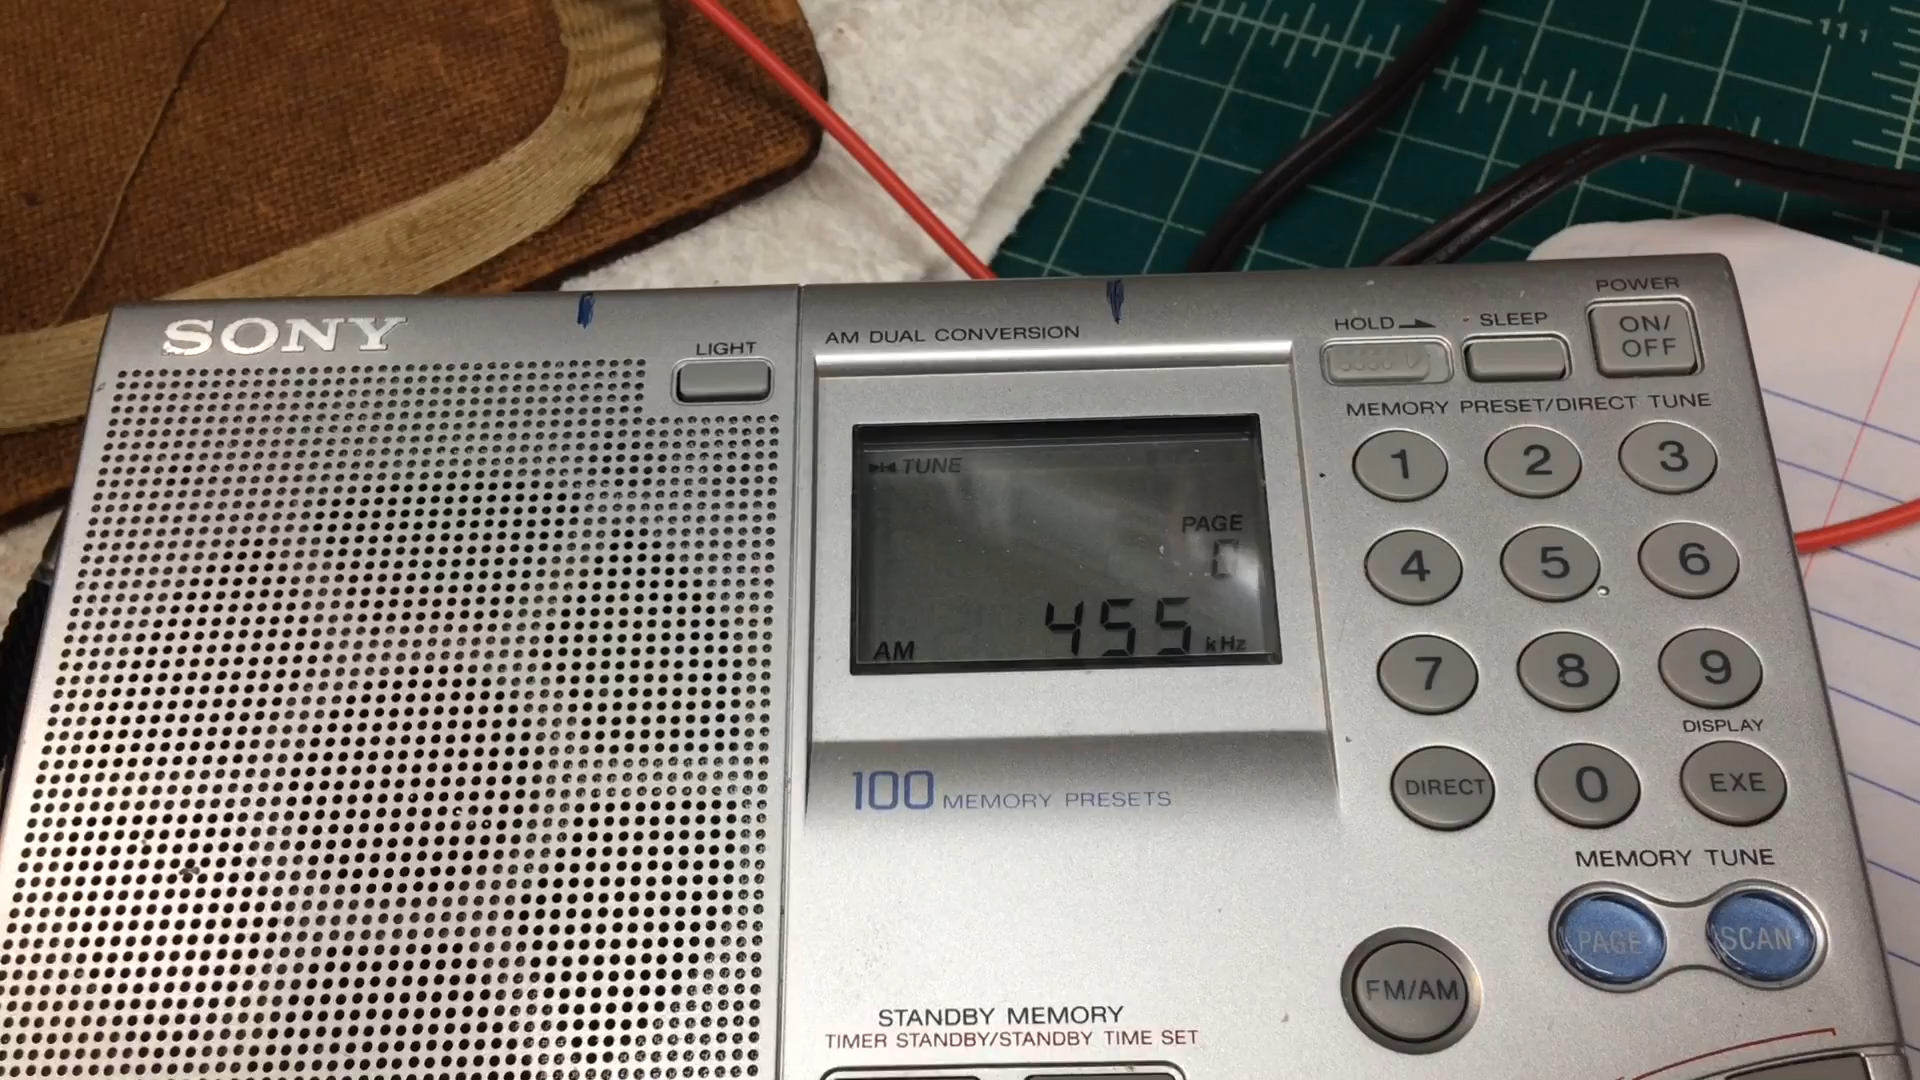 111
SONY
LIGHT
AM DUAL CONVERSION
HOLD
SLEEP
POWER
ON/
OFF
MEMORY PRESET/DIRECT TUNE
TUNE
PAGE
0
AM 455 kHz
1 2 3
4 5 6
7 8 9
DISPLAY
DIRECT 0 EXE
100 MEMORY PRESETS
MEMORY TUNE
PAGE SCAN
FM/AM
STANDBY MEMORY
TIMER STANDBY/STANDBY TIME SET